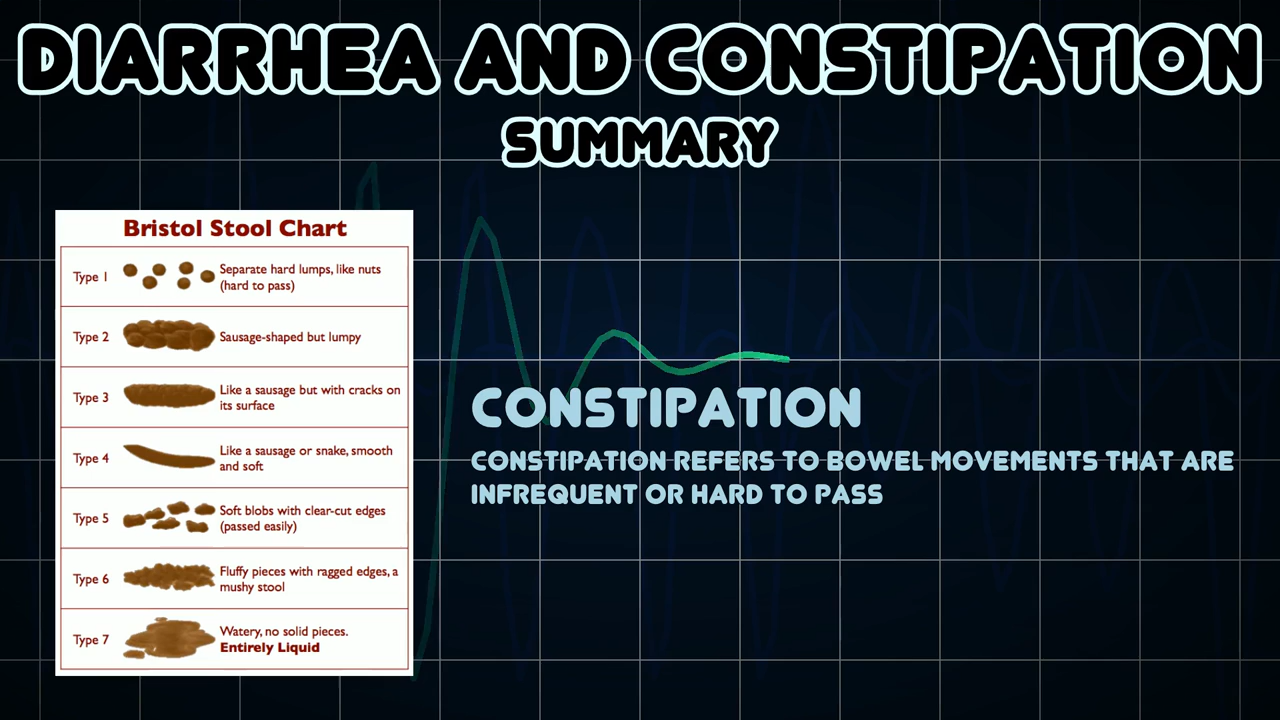 DIARRHEA AND CONSTIPATION
SUMMARY
Bristol Stool Chart
Type 1
Separate hard lumps, like nuts
(hard to pass)
Type 2
Sausage-shaped but lumpy
Type 3
Like a sausage but with cracks on
its surface
Type 4
Like a sausage or snake, smooth
and soft
Type 5
Soft blobs with clear-cut edges
(passed easily)
Type 6
Fluffy pieces with ragged edges, a
mushy stool
Type 7
Watery, no solid pieces.
Entirely Liquid
CONSTIPATION
CONSTIPATION REFERS TO BOWEL MOVEMENTS THAT ARE
INFREQUENT OR HARD TO PASS